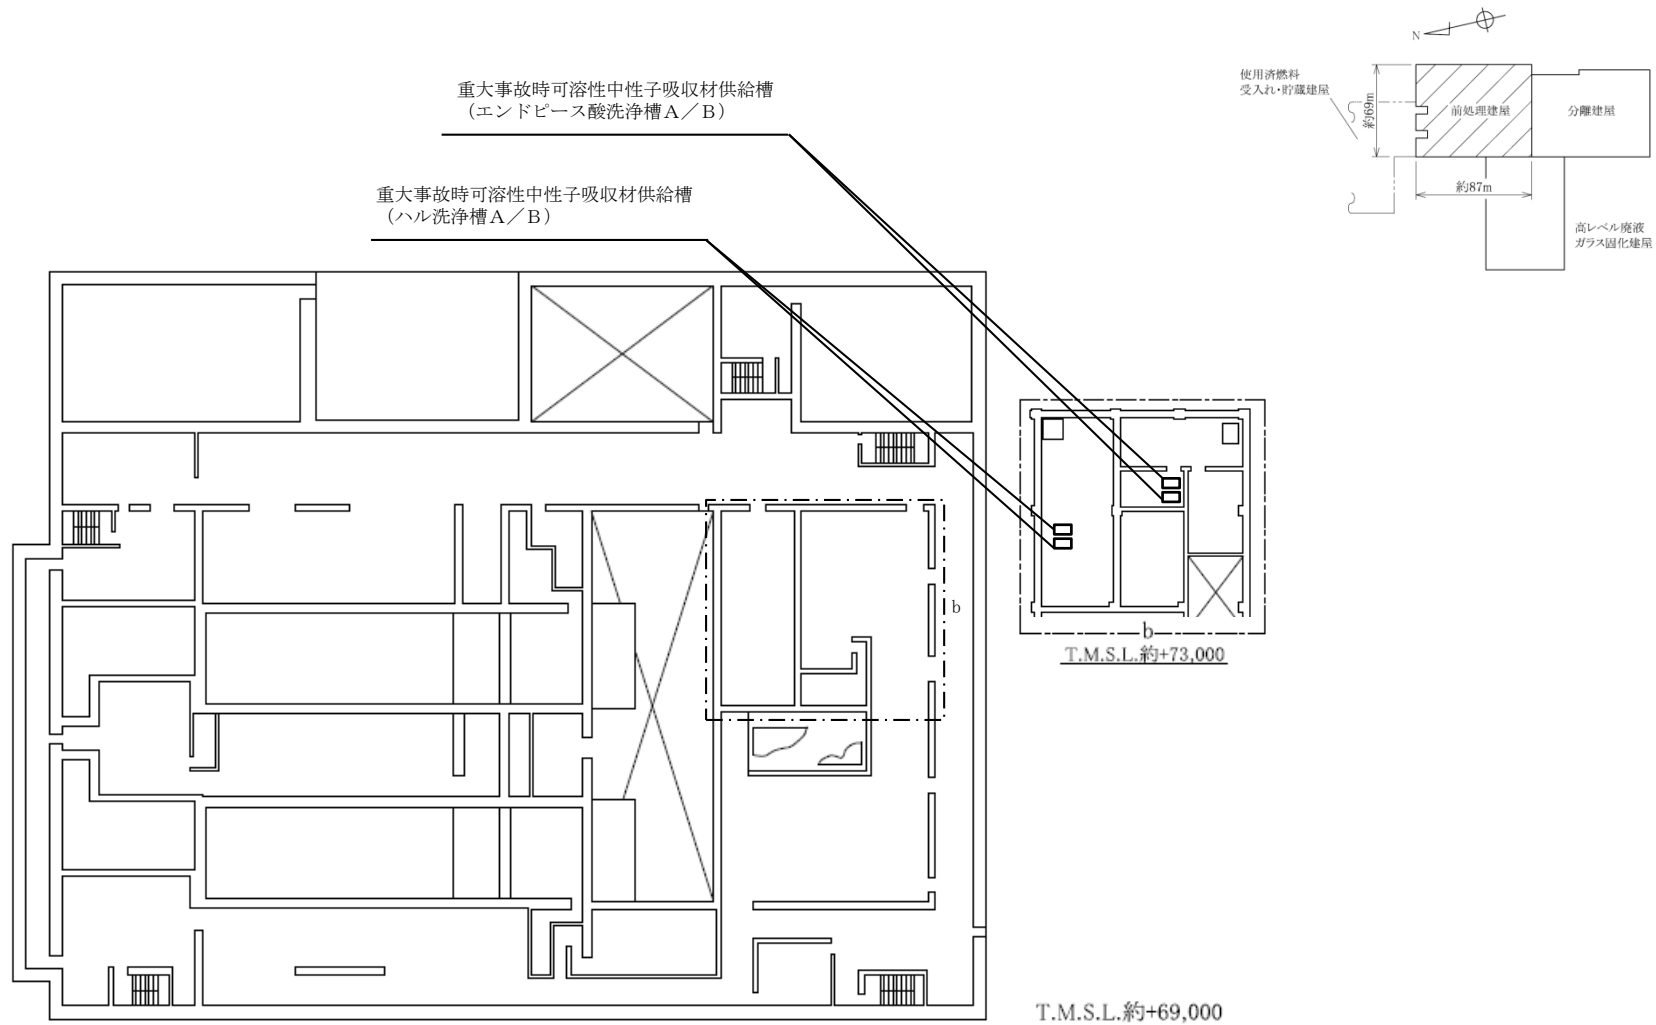 N
使用済燃料
受入れ・貯蔵建屋
約69m
前処理建屋
分離建屋
約87m
高レベル廃液
ガラス固化建屋
重大事故時可溶性中性子吸収材供給槽
（エンドピース酸洗浄槽Ａ／Ｂ）
重大事故時可溶性中性子吸収材供給槽
（ハル洗浄槽Ａ／Ｂ）
b
b
T.M.S.L.約+73,000
T.M.S.L.約+69,000